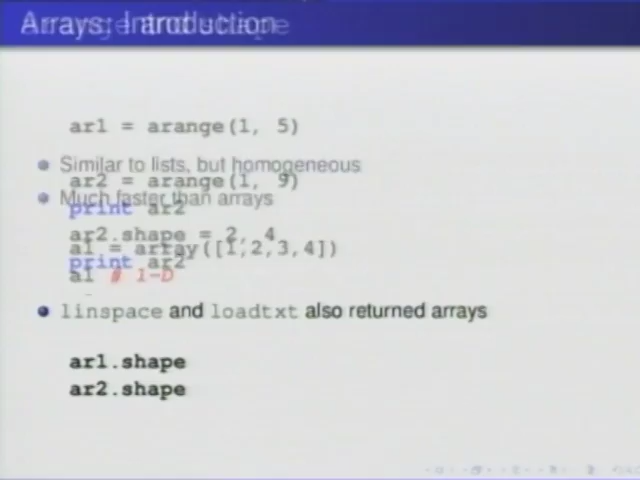 Arrays: Introduction
ar1 = arange(1, 5)
Similar to lists, but homogeneous
ar2 = arange(1, 9)
Much faster than arrays
print ar2
ar2.shape = 2, 4
a1 = array([1,2,3,4])
print ar2
a1 # 1-D
linspace and loadtxt also returned arrays
ar1.shape
ar2.shape